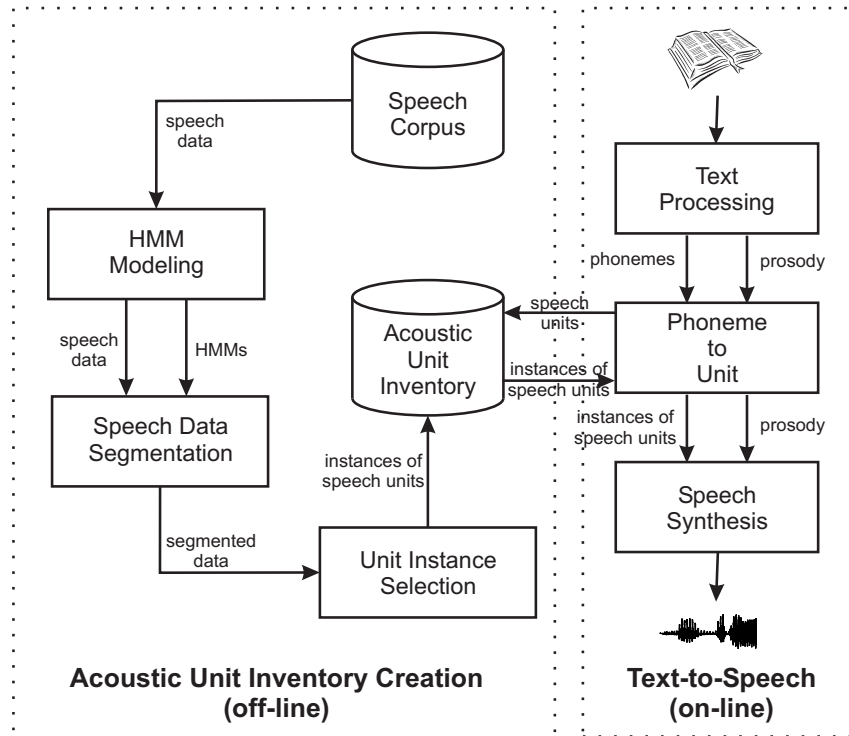 Speech
Corpus
speech
data
HMM
Modeling
speech
data
HMMs
Speech Data
Segmentation
segmented
data
Unit Instance
Selection
instances of
speech units
Acoustic
Unit
Inventory
speech
units
instances of
speech units
Acoustic Unit Inventory Creation
(off-line)
Text
Processing
phonemes
prosody
Phoneme
to
Unit
instances of
speech units
prosody
Speech
Synthesis
Text-to-Speech
(on-line)